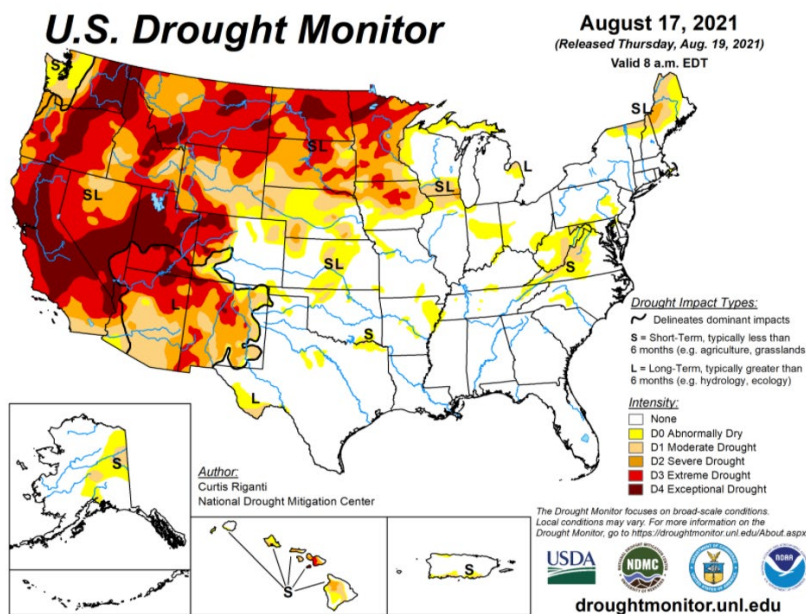 U.S. Drought Monitor
August 17, 2021
(Released Thursday, Aug. 19, 2021)
Valid 8 a.m. EDT
S
SL
SL
L
SL
SL
SL
S
L
S
L
S
S
S
Drought Impact Types:
Delineates dominant impacts
S = Short-Term, typically less than
6 months (e.g. agriculture, grasslands
L = Long-Term, typically greater than
6 months (e.g. hydrology, ecology)
Intensity:
None
D0 Abnormally Dry
D1 Moderate Drought
D2 Severe Drought
D3 Extreme Drought
D4 Exceptional Drought
Author:
Curtis Riganti
National Drought Mitigation Center
The Drought Monitor focuses on broad-scale conditions.
Local conditions may vary. For more information on the
Drought Monitor, go to https://droughtmonitor.unl.edu/About.aspx
USDA
NDMC
NOAA
droughtmonitor.unl.edu